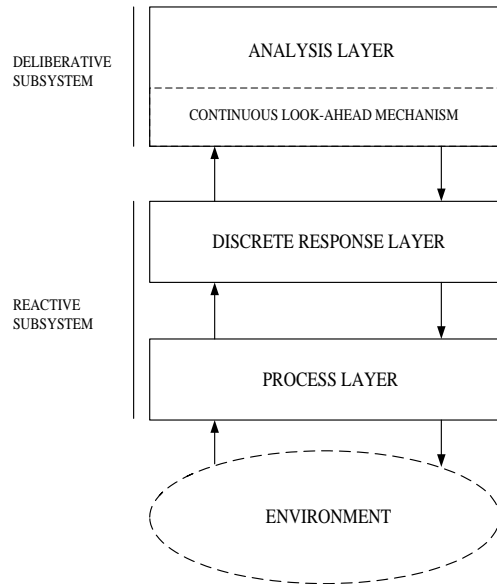 DELIBERATIVE
SUBSYSTEM
ANALYSIS LAYER
CONTINUOUS LOOK-AHEAD MECHANISM
REACTIVE
SUBSYSTEM
DISCRETE RESPONSE LAYER
PROCESS LAYER
ENVIRONMENT